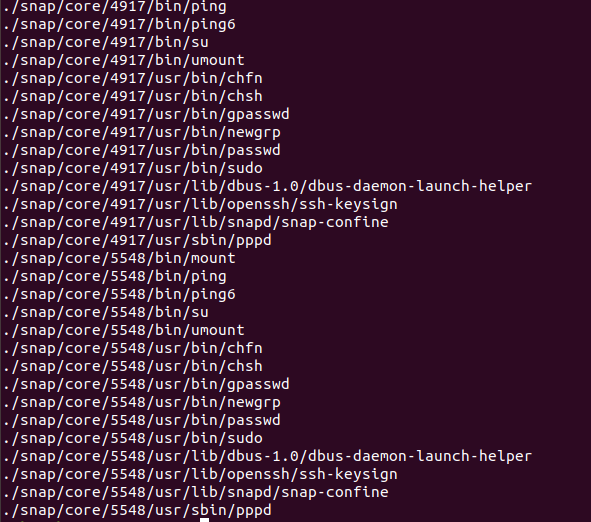 ./snap/core/4917/bin/ping
./snap/core/4917/bin/ping6
./snap/core/4917/bin/su
./snap/core/4917/bin/umount
./snap/core/4917/usr/bin/chfn
./snap/core/4917/usr/bin/chsh
./snap/core/4917/usr/bin/gpasswd
./snap/core/4917/usr/bin/newgrp
./snap/core/4917/usr/bin/passwd
./snap/core/4917/usr/bin/sudo
./snap/core/4917/usr/lib/dbus-1.0/dbus-daemon-launch-helper
./snap/core/4917/usr/lib/openssh/ssh-keysign
./snap/core/4917/usr/lib/snapd/snap-confine
./snap/core/4917/usr/sbin/pppd
./snap/core/5548/bin/mount
./snap/core/5548/bin/ping
./snap/core/5548/bin/ping6
./snap/core/5548/bin/su
./snap/core/5548/bin/umount
./snap/core/5548/usr/bin/chfn
./snap/core/5548/usr/bin/chsh
./snap/core/5548/usr/bin/gpasswd
./snap/core/5548/usr/bin/newgrp
./snap/core/5548/usr/bin/passwd
./snap/core/5548/usr/bin/sudo
./snap/core/5548/usr/lib/dbus-1.0/dbus-daemon-launch-helper
./snap/core/5548/usr/lib/openssh/ssh-keysign
./snap/core/5548/usr/lib/snapd/snap-confine
./snap/core/5548/usr/sbin/pppd